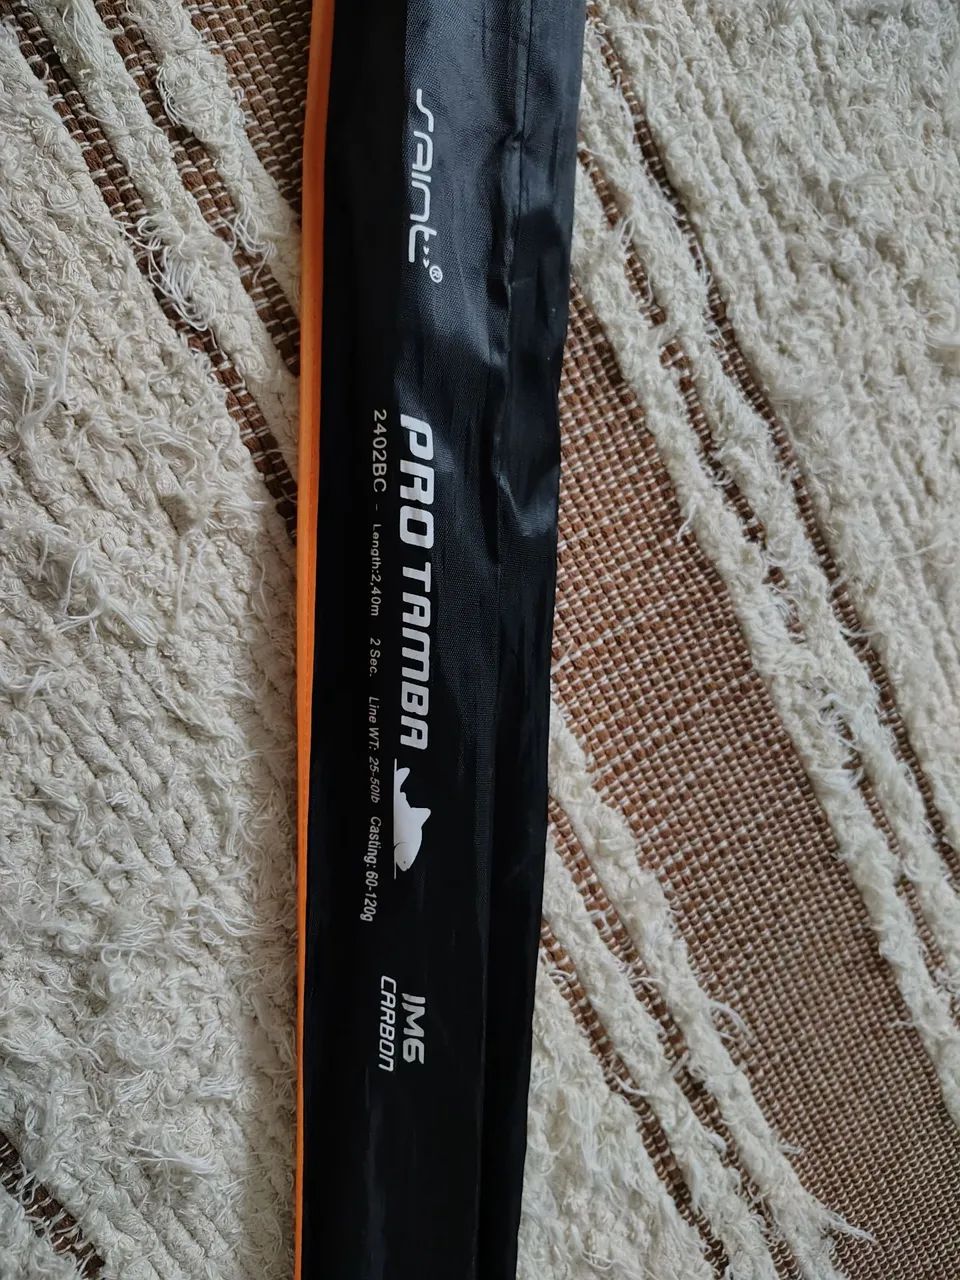 saint®
PRO TAMBA
2402BC - Length:2,40m 2 Sec. Line WT: 25-50lb Casting: 60-120g
IM6
CARBON